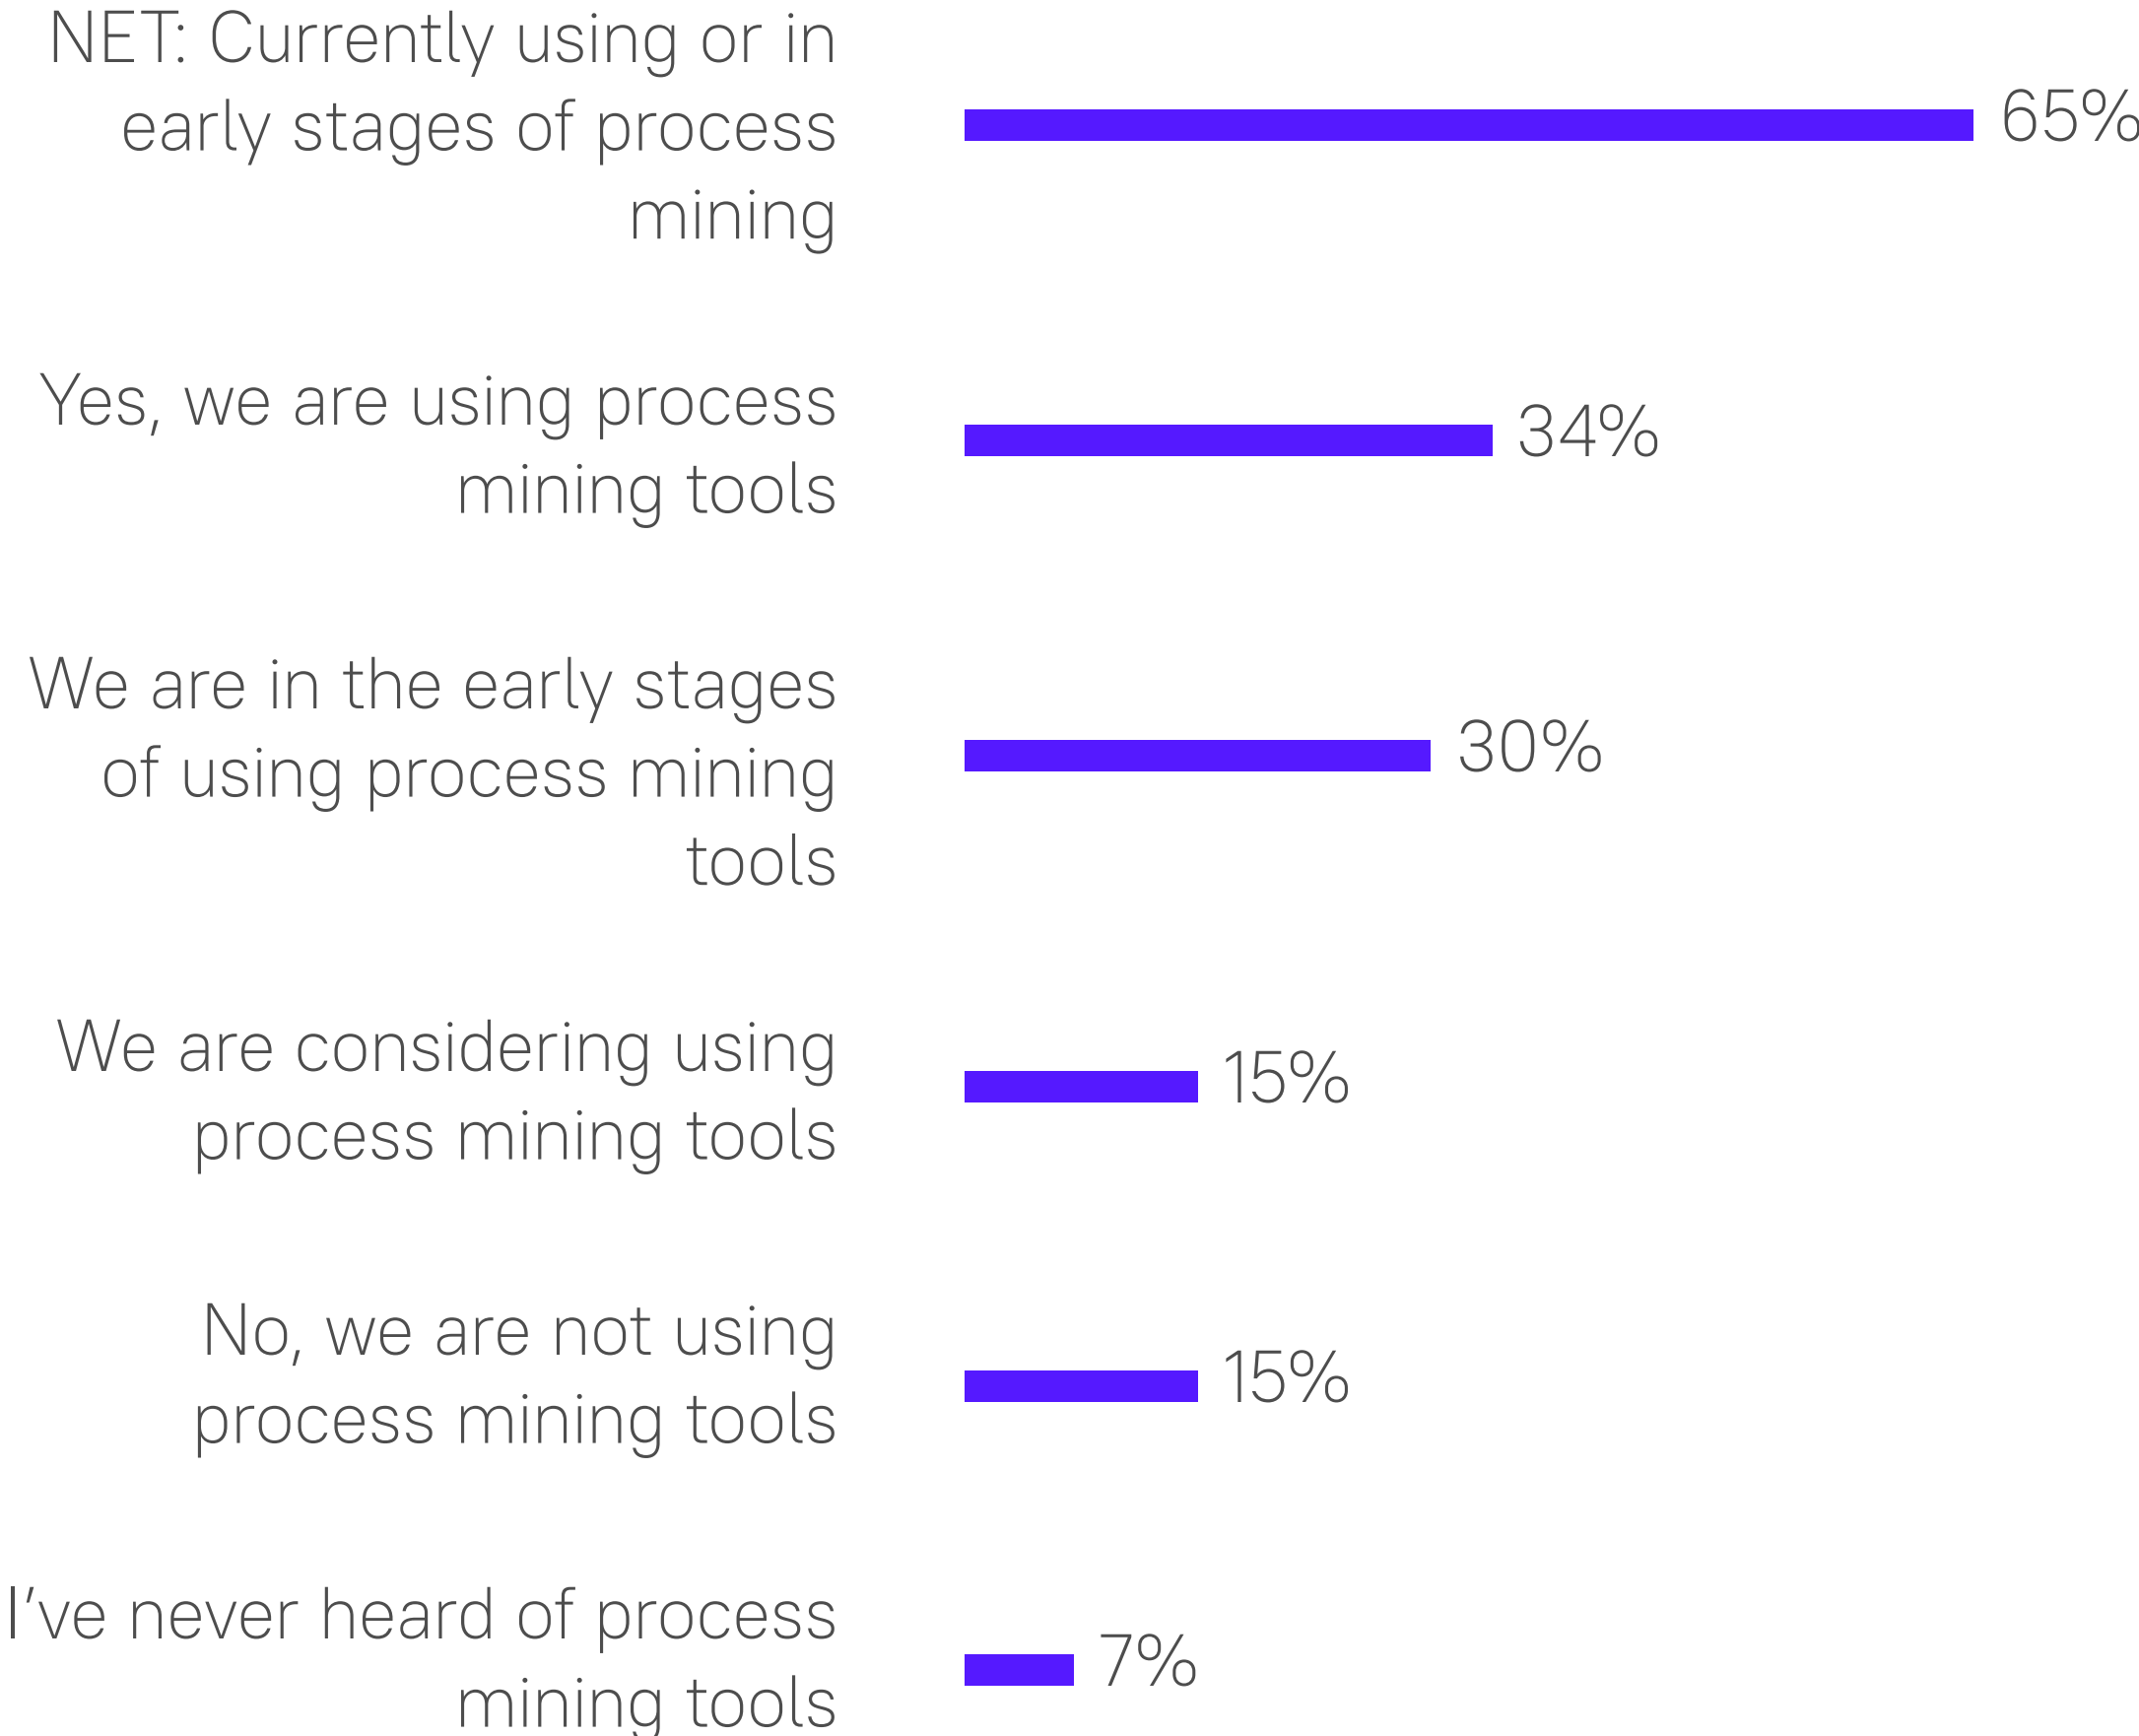 NET: Currently using or in
early stages of process
mining
65%
Yes, we are using process
mining tools
34%
We are in the early stages
of using process mining
tools
30%
We are considering using
process mining tools
15%
No, we are not using
process mining tools
15%
I've never heard of process
mining tools
7%